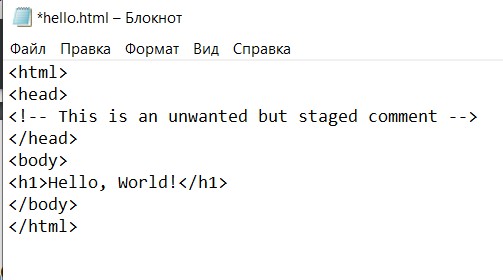 *hello.html – Блокнот
Файл Правка Формат Вид Справка
<html>
<head>
<!-- This is an unwanted but staged comment -->
</head>
<body>
<h1>Hello, World!</h1>
</body>
</html>